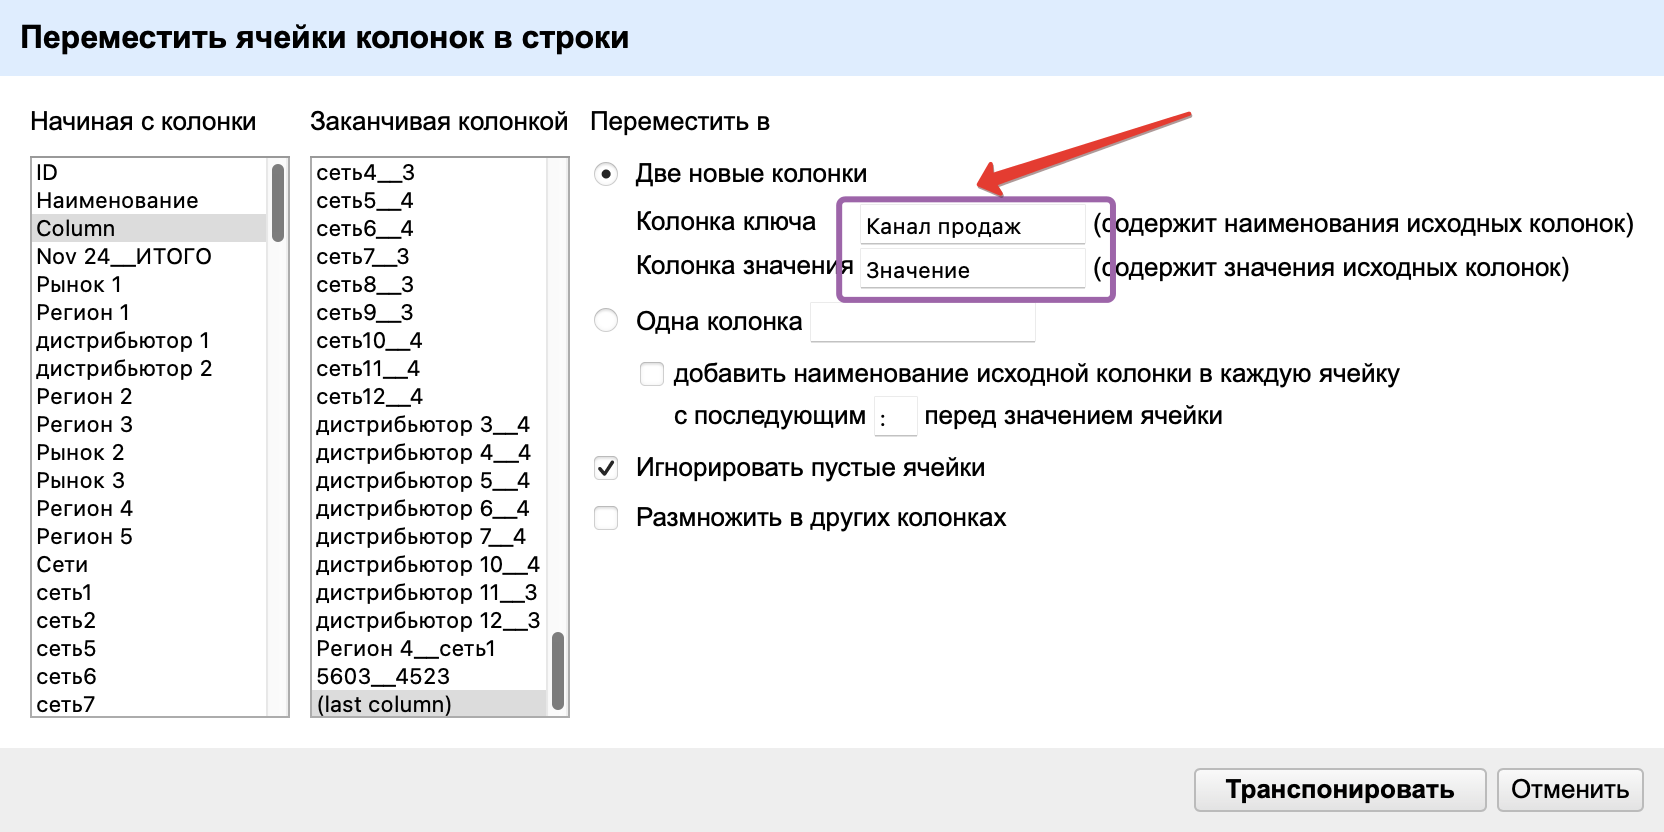 Переместить ячейки колонок в строки
Начиная с колонки
ID
Наименование
Column
Nov 24__ИТОГО
Рынок 1
Регион 1
дистрибьютор 1
дистрибьютор 2
Регион 2
Регион 3
Рынок 2
Рынок 3
Регион 4
Регион 5
Сети
сеть1
сеть2
сеть5
сеть6
сеть7
Заканчивая колонкой
сеть4__3
сеть5__4
сеть6__4
сеть7__3
сеть8__3
сеть9__3
сеть10__4
сеть11__4
сеть12__4
дистрибьютор 3__4
дистрибьютор 4__4
дистрибьютор 5__4
дистрибьютор 6__4
дистрибьютор 7__4
дистрибьютор 10__4
дистрибьютор 11__3
дистрибьютор 12__3
Регион 4__сеть1
5603__4523
(last column)
Переместить в
Две новые колонки
Колонка ключа Канал продаж (содержит наименования исходных колонок)
Колонка значения Значение (содержит значения исходных колонок)
Одна колонка
добавить наименование исходной колонки в каждую ячейку
с последующим : перед значением ячейки
Игнорировать пустые ячейки
Размножить в других колонках
Транспонировать Отменить